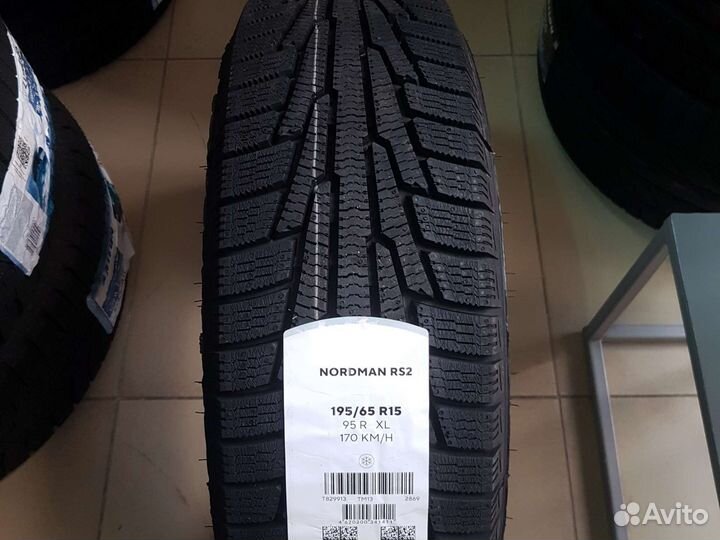 NORDMAN RS2
195/65 R15
95 R XL
170 KM/H
T829913 TM13 2869
Avito